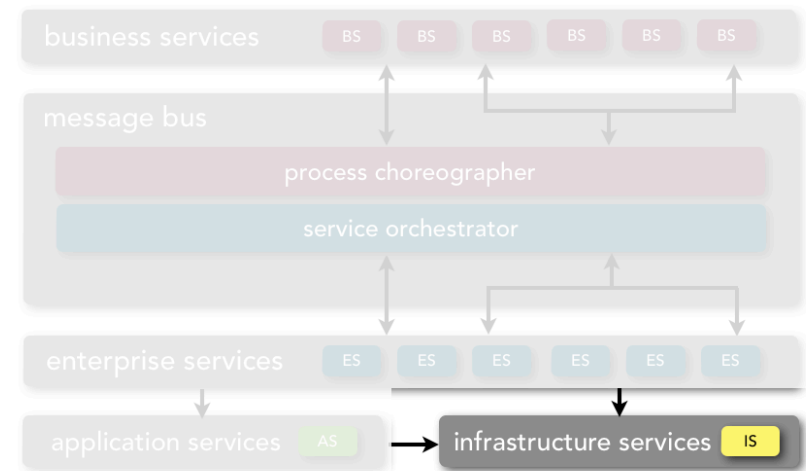 business services BS BS BS BS BS BS
message bus
process choreographer
service orchestrator
enterprise services ES ES ES ES ES ES
application services AS infrastructure services IS